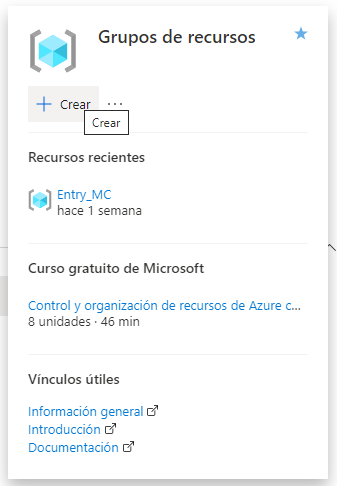 Grupos de recursos
Crear
Crear
Recursos recientes
Entry_MC
hace 1 semana
Curso gratuito de Microsoft
Control y organización de recursos de Azure c...
8 unidades · 46 min
Vínculos útiles
Información general
Introducción
Documentación